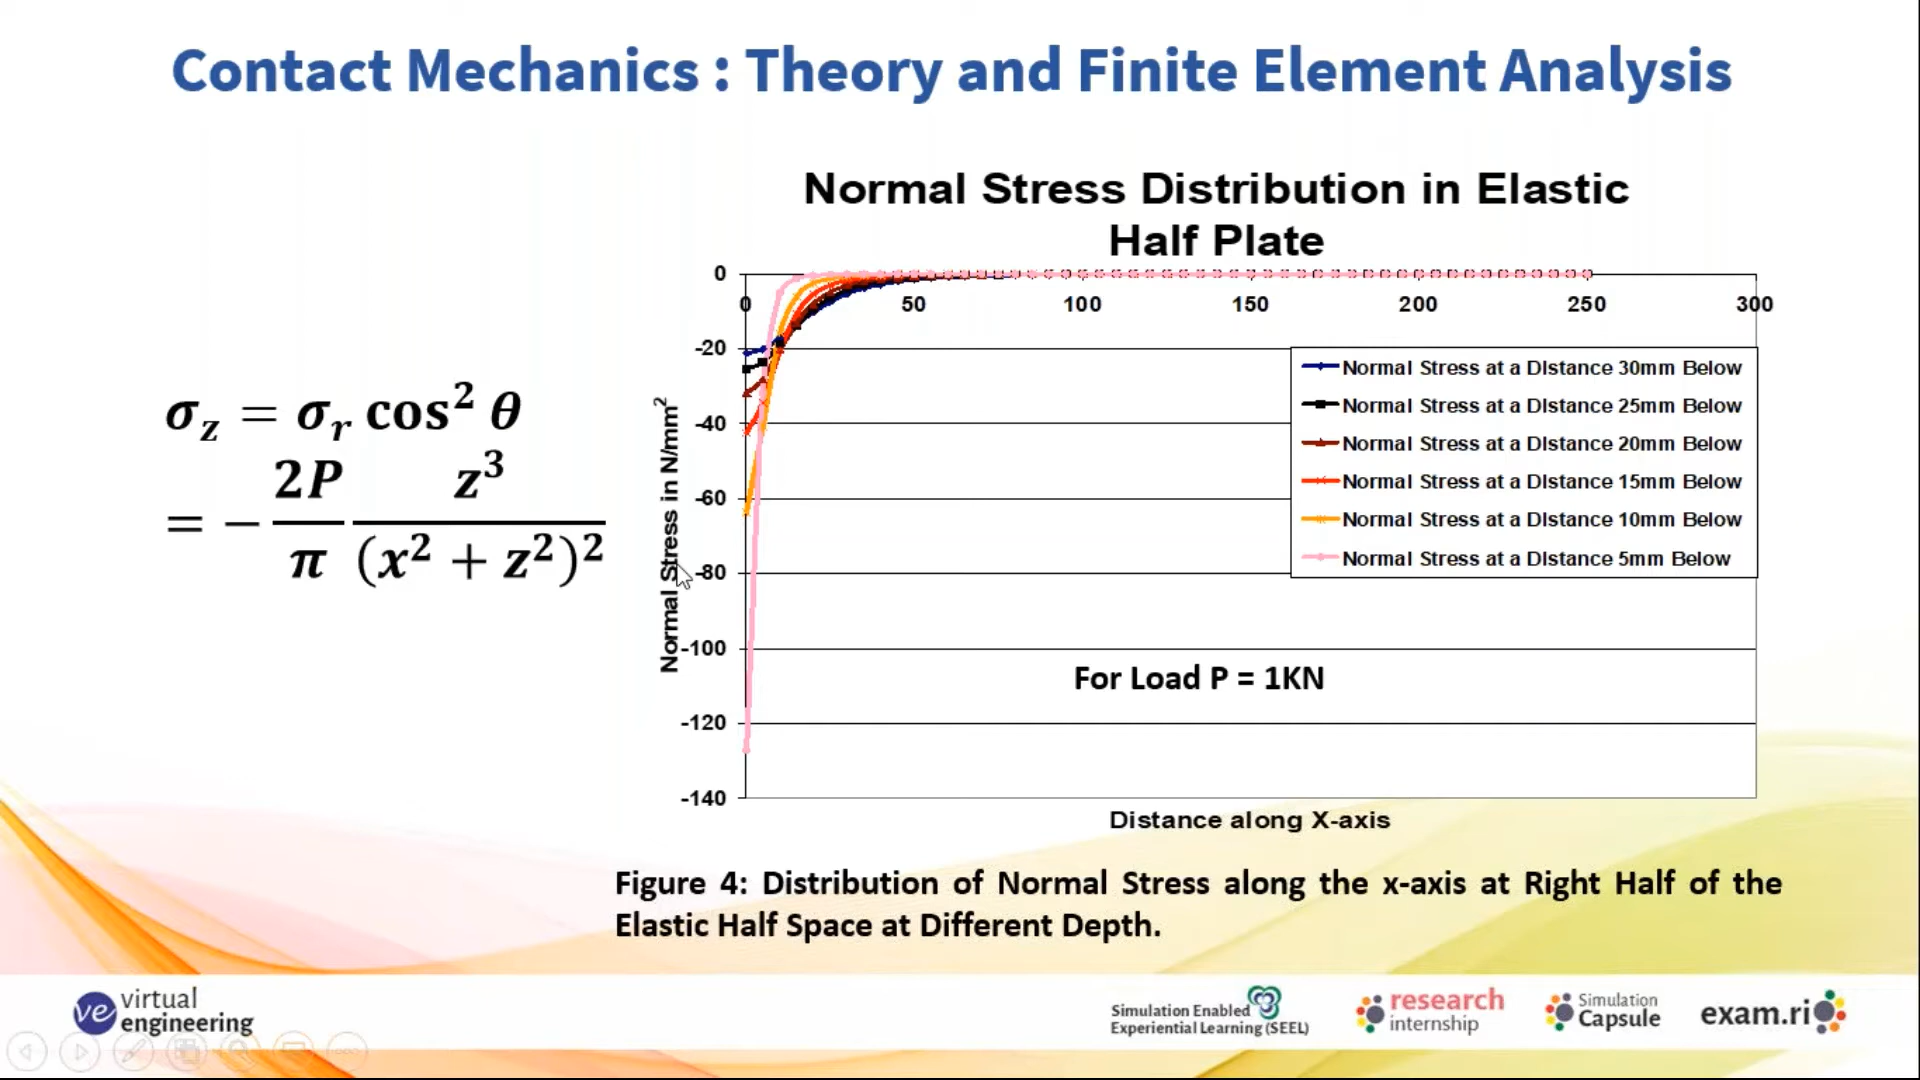 Contact Mechanics : Theory and Finite Element Analysis
σz = σr cos² θ
= − 2P/π z³/(x² + z²)²
Normal Stress Distribution in Elastic
Half Plate
0
-20
-40
-60
-80
-100
-120
-140
0 50 100 150 200 250 300
Normal Stress in N/mm²
Normal Stress at a DIstance 30mm Below
Normal Stress at a DIstance 25mm Below
Normal Stress at a DIstance 20mm Below
Normal Stress at a DIstance 15mm Below
Normal Stress at a DIstance 10mm Below
Normal Stress at a DIstance 5mm Below
For Load P = 1KN
Distance along X-axis
Figure 4: Distribution of Normal Stress along the x-axis at Right Half of the
Elastic Half Space at Different Depth.
ve virtual
engineering
Simulation Enabled
Experiential Learning (SEEL)
research
internship
Simulation
Capsule
exam.ri